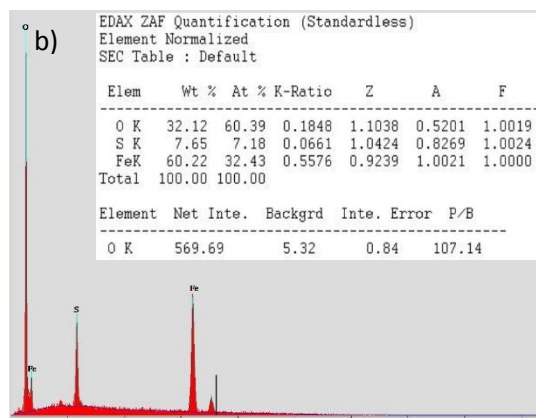 b)
EDAX ZAF Quantification (Standardless)
Element Normalized
SEC Table : Default
Elem Wt % At % K-Ratio Z A F
O K 32.12 60.39 0.1848 1.1038 0.5201 1.0019
S K 7.65 7.18 0.0661 1.0424 0.8269 1.0024
FeK 60.22 32.43 0.5576 0.9239 1.0021 1.0000
Total 100.00 100.00
Element Net Inte. Backgrd Inte. Error P/B
O K 569.69 5.32 0.84 107.14
O
Fe
S
Fe